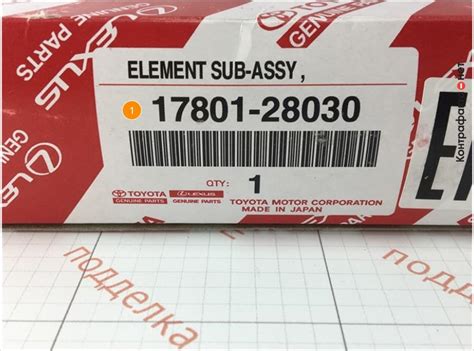 LEXUS
GENUINE PARTS
ELEMENT SUB-ASSY ,
1
17801-28030
QTY: 1
TOYOTA
GENUINE PARTS
LEXUS
GENUINE PARTS
TOYOTA MOTOR CORPORATION
MADE IN JAPAN
LEXUS
подделка
подделка